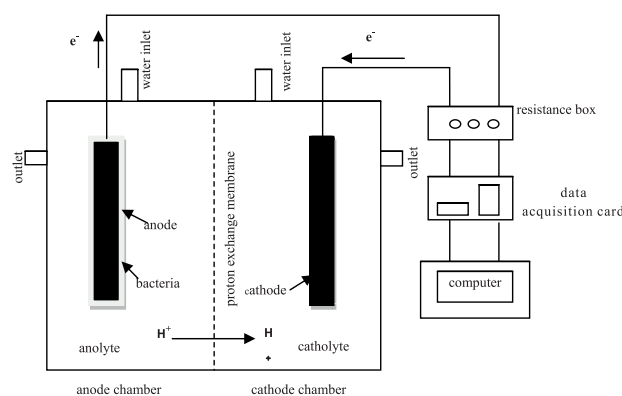 e-
e-
water inlet
water inlet
resistance box
outlet
outlet
proton exchange membrane
data
acquisition card
anode
bacteria
cathode
computer
H+
H
+
anolyte
catholyte
anode chamber
cathode chamber